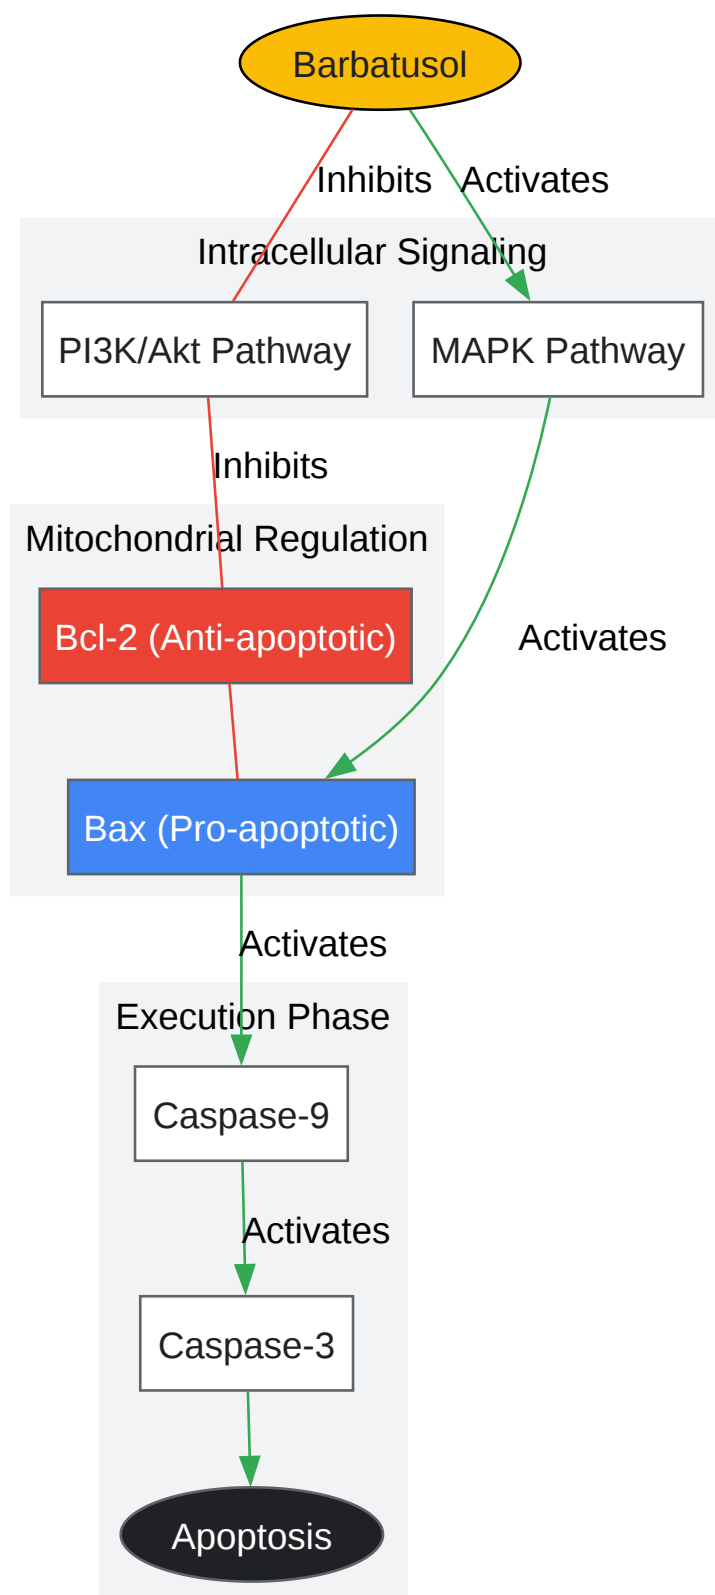 Barbatusol
Inhibits
Activates
Intracellular Signaling
PI3K/Akt Pathway
MAPK Pathway
Inhibits
Mitochondrial Regulation
Bcl-2 (Anti-apoptotic)
Activates
Bax (Pro-apoptotic)
Activates
Execution Phase
Caspase-9
Activates
Caspase-3
Apoptosis